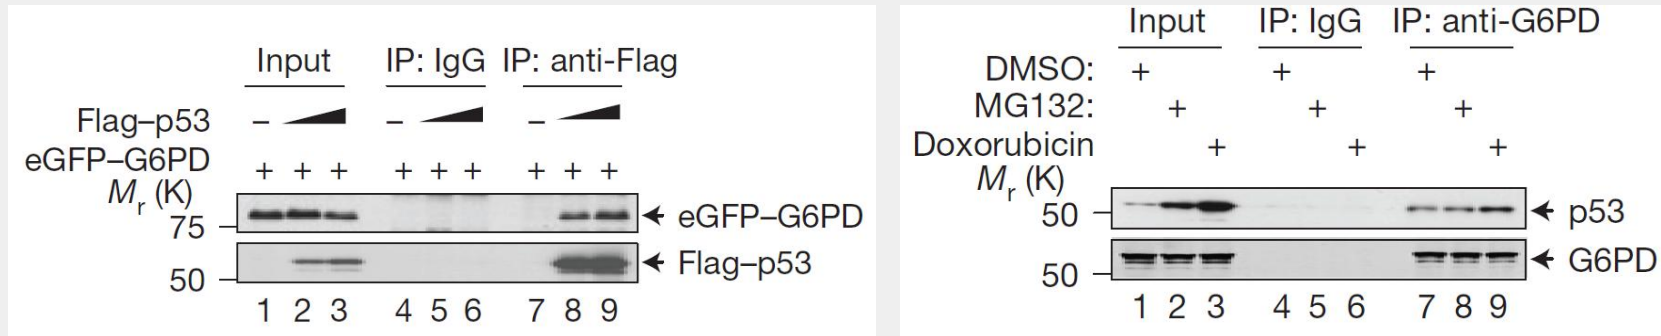 Input IP: IgG IP: anti-Flag
Flag–p53 – – –
eGFP–G6PD + + + + + + + + +
Mr (K)
75 eGFP–G6PD
50 Flag–p53
1 2 3 4 5 6 7 8 9
Input IP: IgG IP: anti-G6PD
DMSO: + + +
MG132: + + +
Doxorubicin + + +
Mr (K)
50 p53
50 G6PD
1 2 3 4 5 6 7 8 9